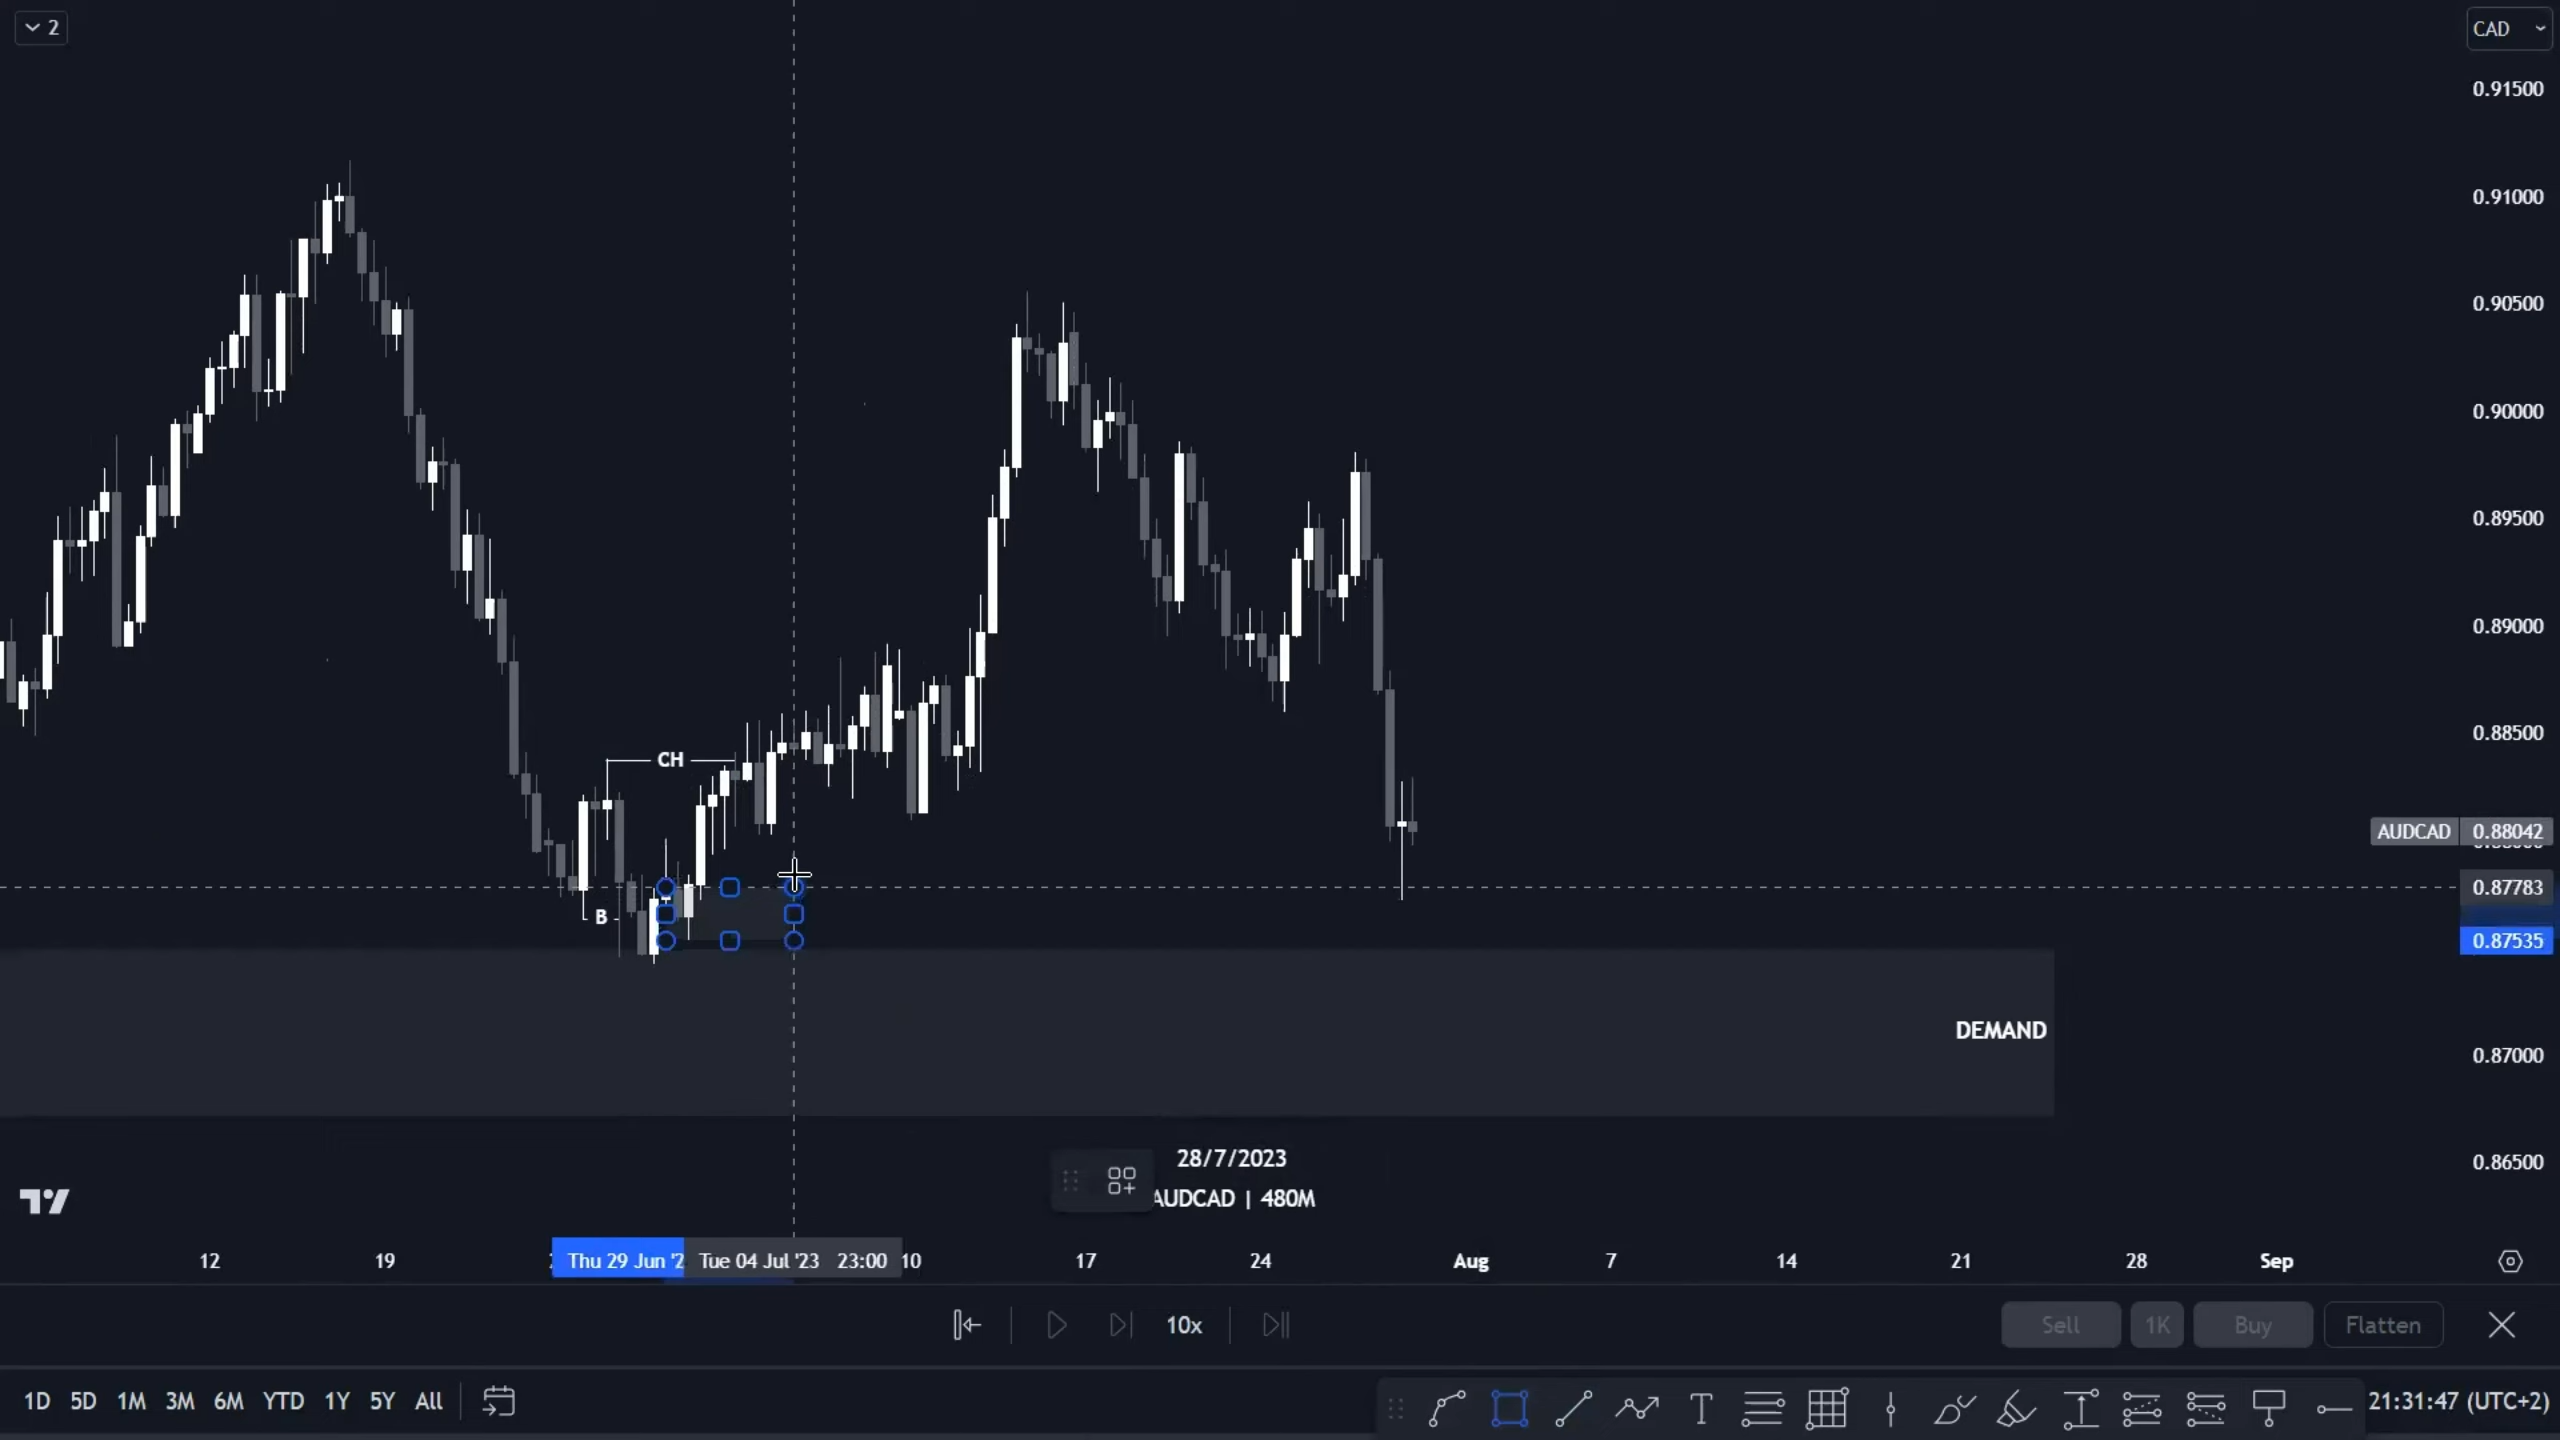 2
CAD
0.91500
0.91000
0.90500
0.90000
0.89500
0.89000
0.88500
CH
AUDCAD 0.88042
0.87783
B
0.87535
DEMAND
0.87000
28/7/2023
0.86500
AUDCAD | 480M
12 19 Thu 29 Jun '2 Tue 04 Jul '23 23:00 10 17 24 Aug 7 14 21 28 Sep
10x
Sell 1K Buy Flatten
1D 5D 1M 3M 6M YTD 1Y 5Y All
21:31:47 (UTC+2)